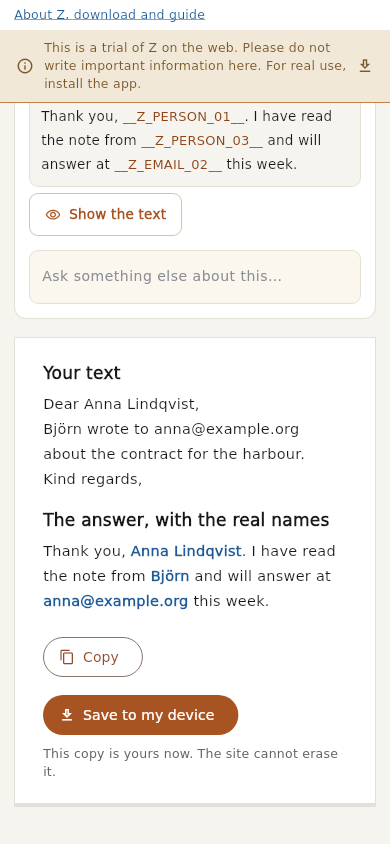 About Z, download and guide
This is a trial of Z on the web. Please do not
write important information here. For real use,
install the app.
Thank you, __Z_PERSON_01__. I have read
the note from __Z_PERSON_03__ and will
answer at __Z_EMAIL_02__ this week.
Show the text
Ask something else about this...
Your text
Dear Anna Lindqvist,
Björn wrote to anna@example.org
about the contract for the harbour.
Kind regards,
The answer, with the real names
Thank you, Anna Lindqvist. I have read
the note from Björn and will answer at
anna@example.org this week.
Copy
Save to my device
This copy is yours now. The site cannot erase
it.